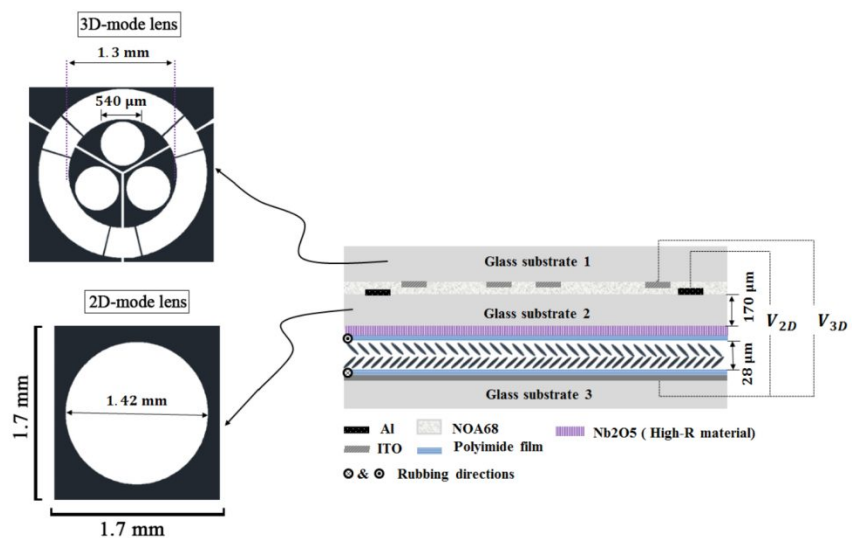 3D-mode lens
1.3 mm
540 μm
2D-mode lens
1.42 mm
1.7 mm
1.7 mm
Glass substrate 1
Glass substrate 2
Glass substrate 3
170 μm
28 μm
V2D
V3D
Al
NOA68
Nb2O5 ( High-R material)
ITO
Polyimide film
& Rubbing directions